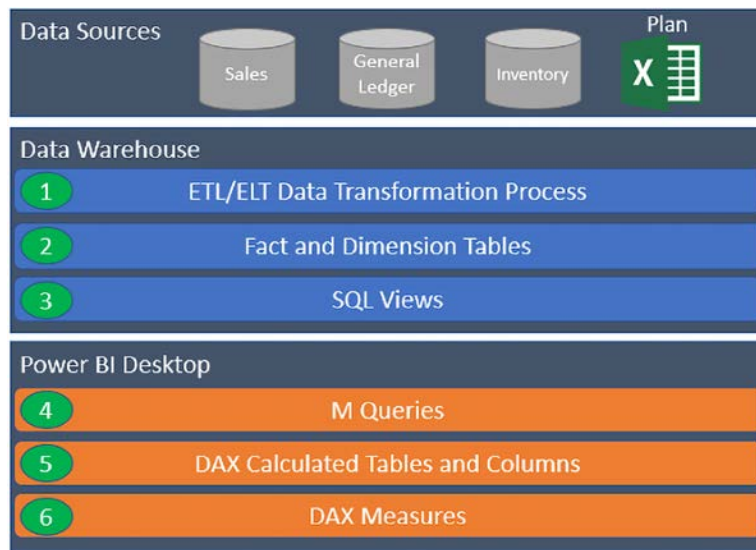 Data Sources
Plan
Sales
General
Ledger
Inventory
X
Data Warehouse
1 ETL/ELT Data Transformation Process
2 Fact and Dimension Tables
3 SQL Views
Power BI Desktop
4 M Queries
5 DAX Calculated Tables and Columns
6 DAX Measures